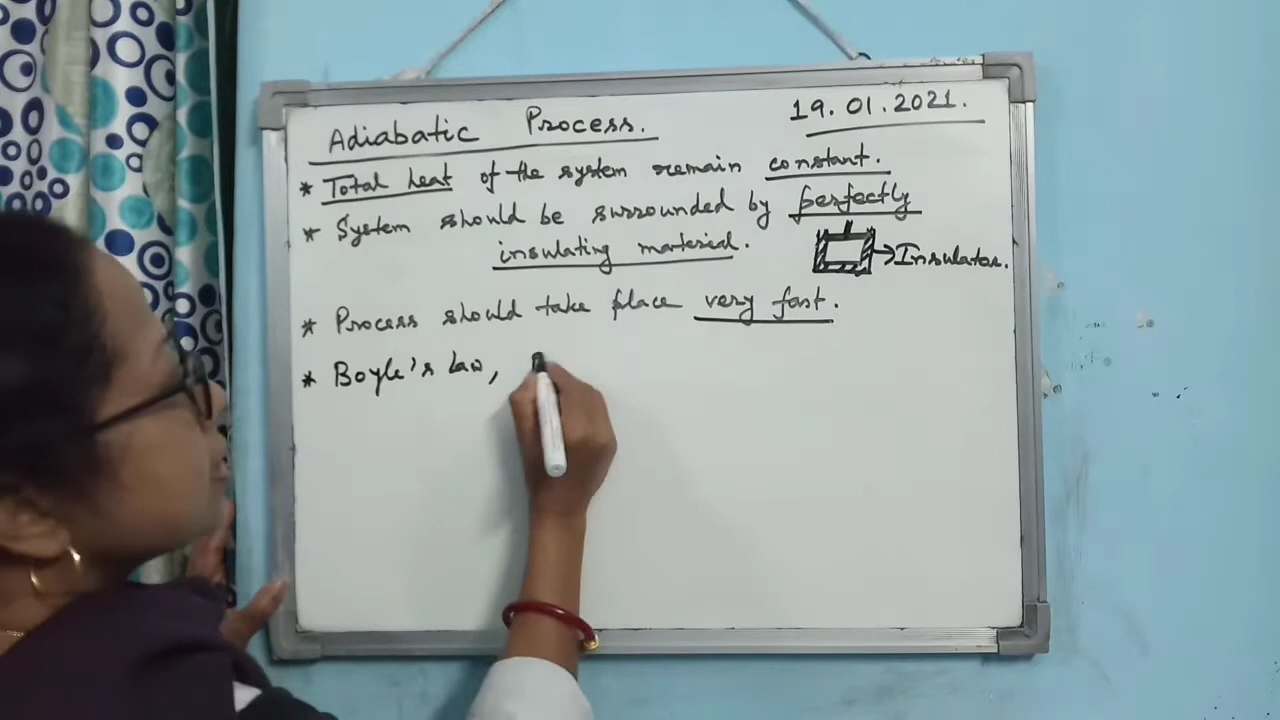 Adiabatic Process.
19.01.2021.
* Total heat of the system remain constant.
* System should be surrounded by perfectly
insulating material.
Insulator.
* Process should take place very fast.
* Boyle's law,